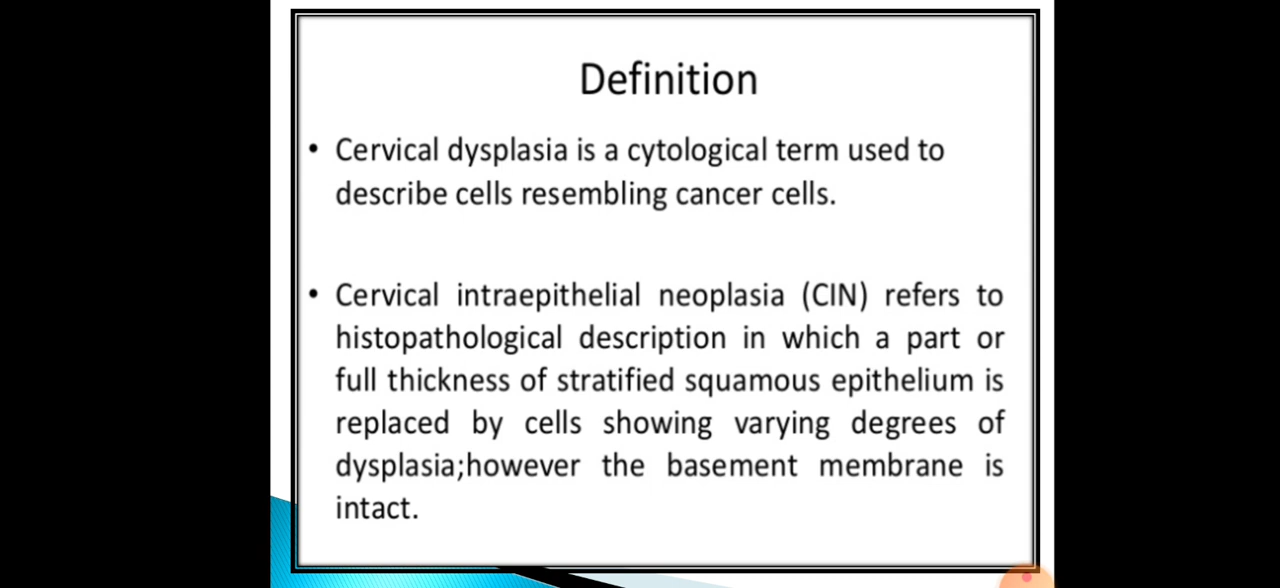 Definition
• Cervical dysplasia is a cytological term used to
describe cells resembling cancer cells.
• Cervical intraepithelial neoplasia (CIN) refers to
histopathological description in which a part or
full thickness of stratified squamous epithelium is
replaced by cells showing varying degrees of
dysplasia;however the basement membrane is
intact.